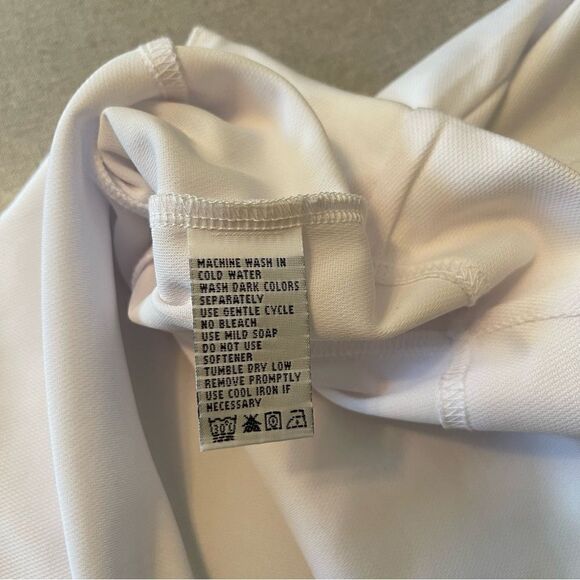 MACHINE WASH IN
COLD WATER
WASH DARK COLORS
SEPARATELY
USE GENTLE CYCLE
NO BLEACH
USE MILD SOAP
DO NOT USE
SOFTENER
TUMBLE DRY LOW
REMOVE PROMPTLY
USE COOL IRON IF
NECESSARY
30°C